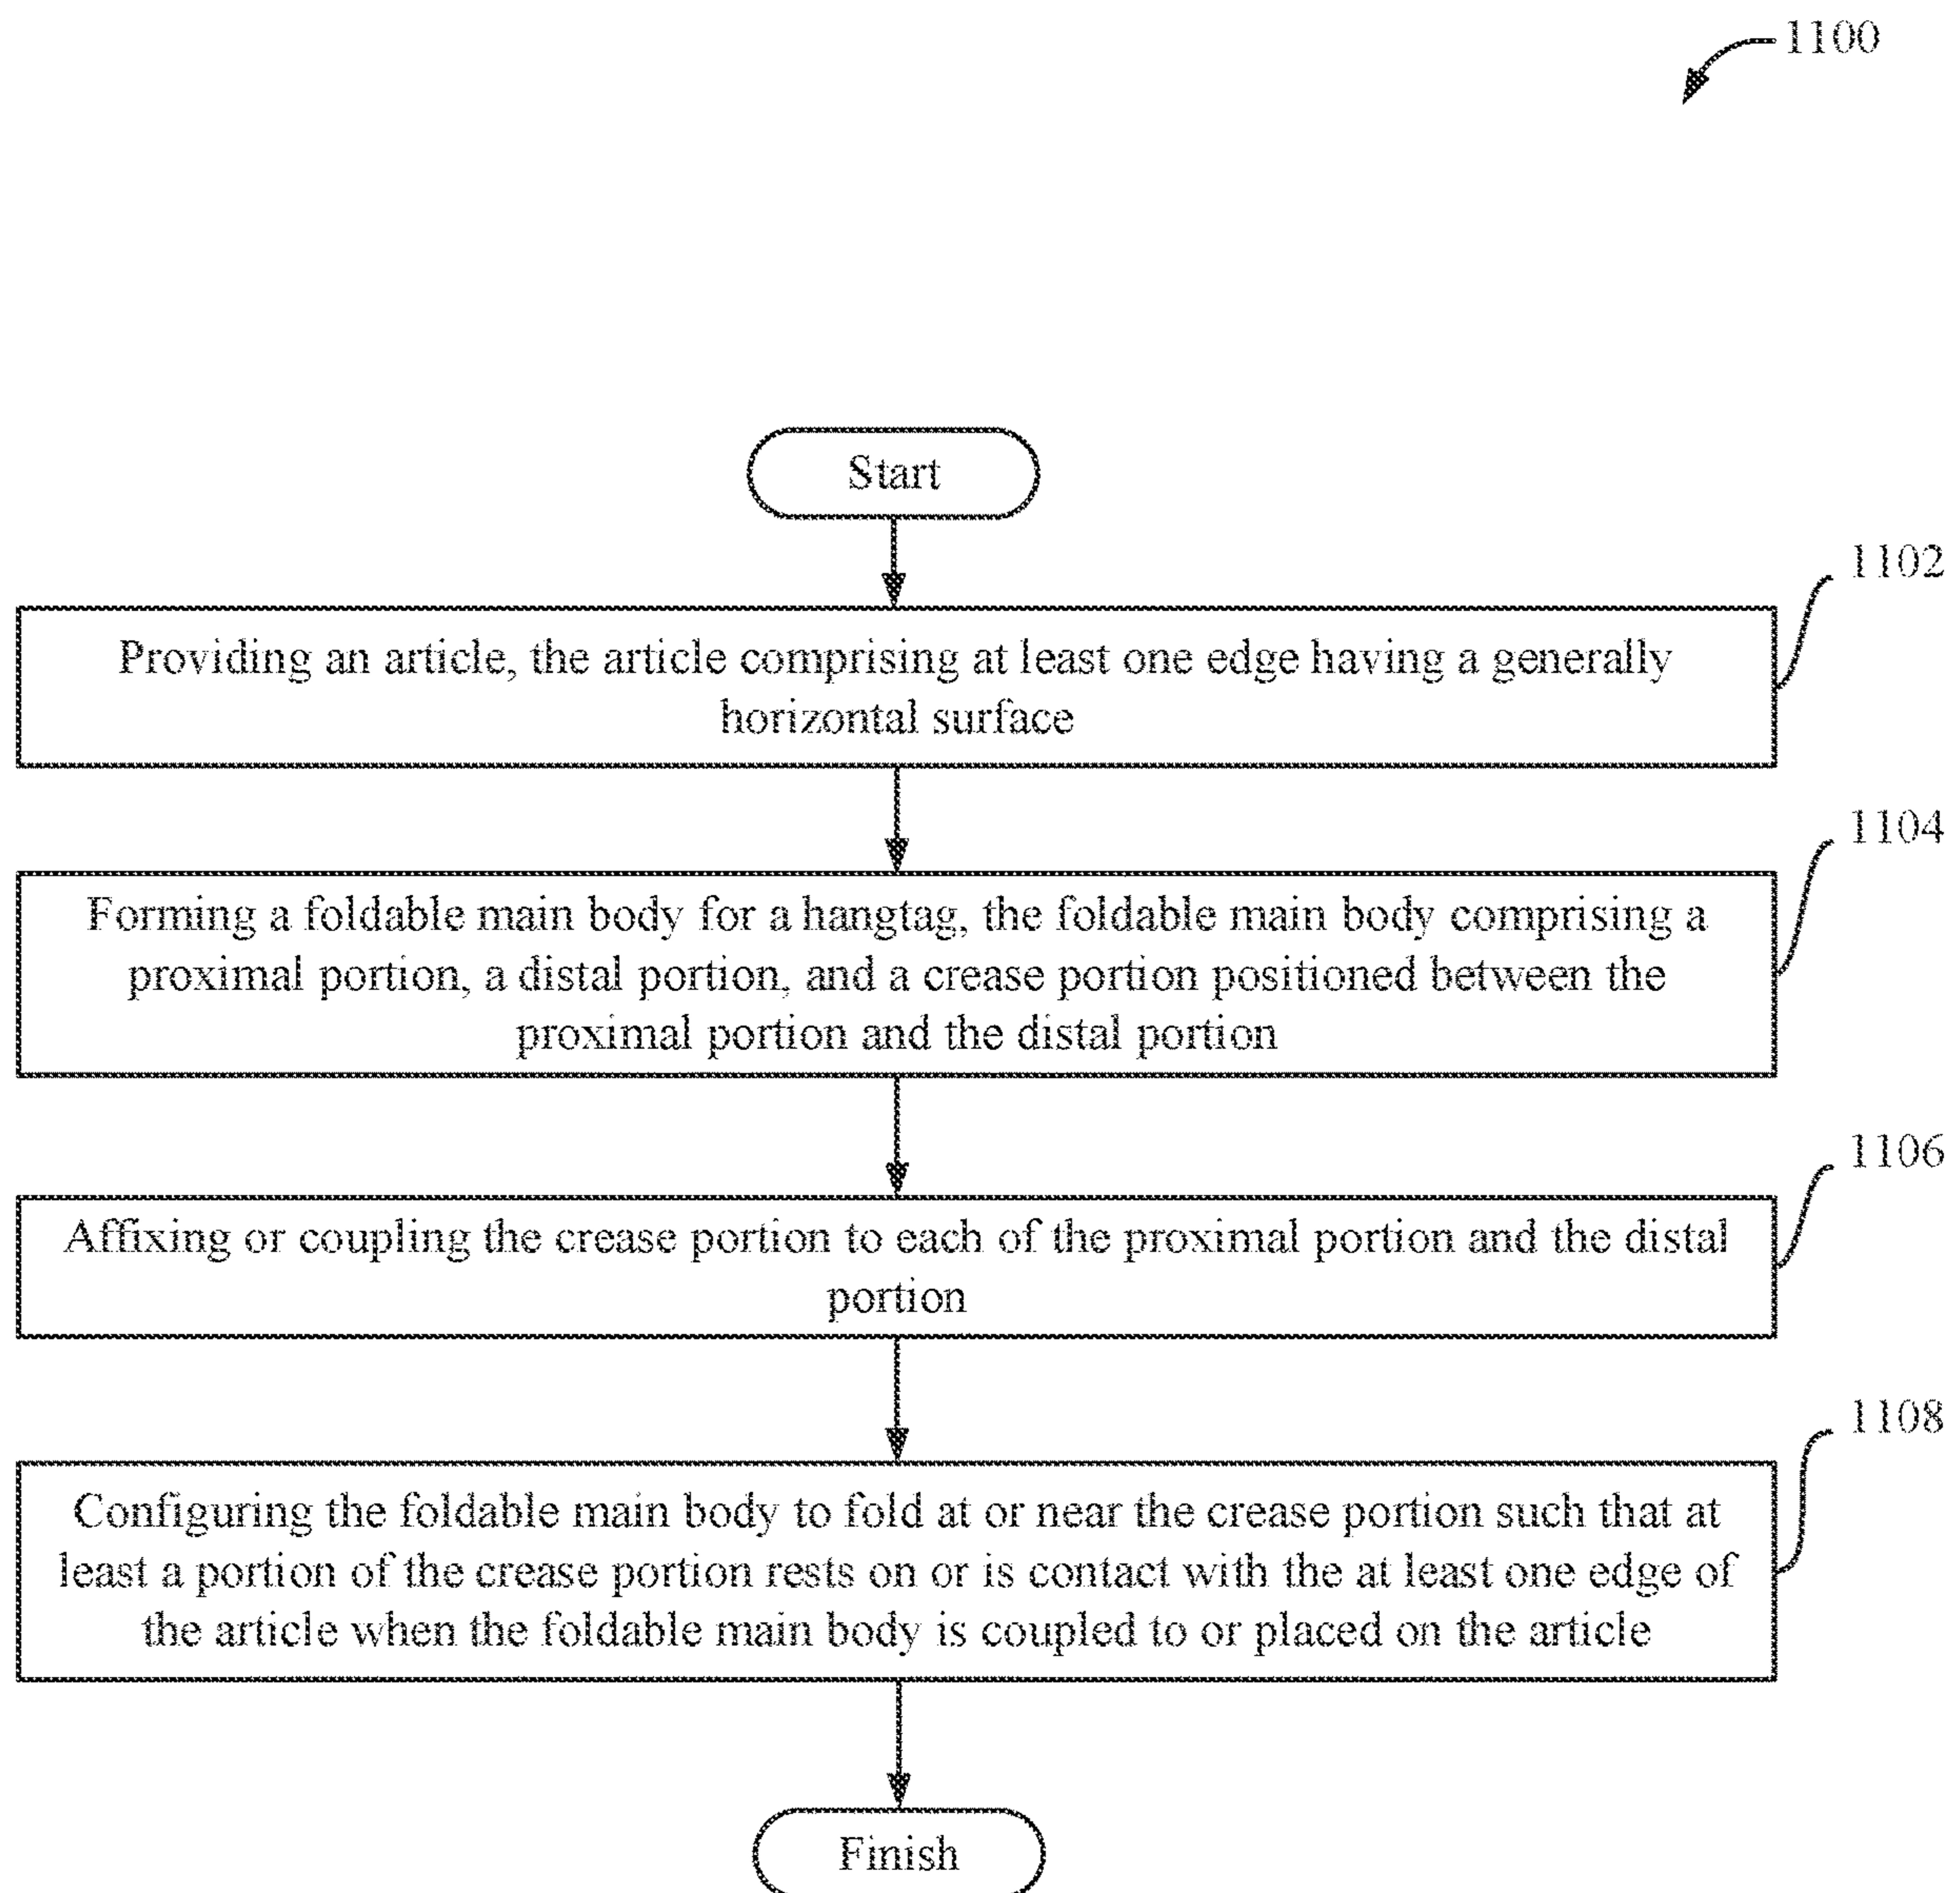 1100
Start
1102
Providing an article, the article comprising at least one edge having a generally
horizontal surface
1104
Forming a foldable main body for a hangtag, the foldable main body comprising a
proximal portion, a distal portion, and a crease portion positioned between the
proximal portion and the distal portion
1106
Affixing or coupling the crease portion to each of the proximal portion and the distal
portion
1108
Configuring the foldable main body to fold at or near the crease portion such that at
least a portion of the crease portion rests on or is contact with the at least one edge of
the article when the foldable main body is coupled to or placed on the article
Finish